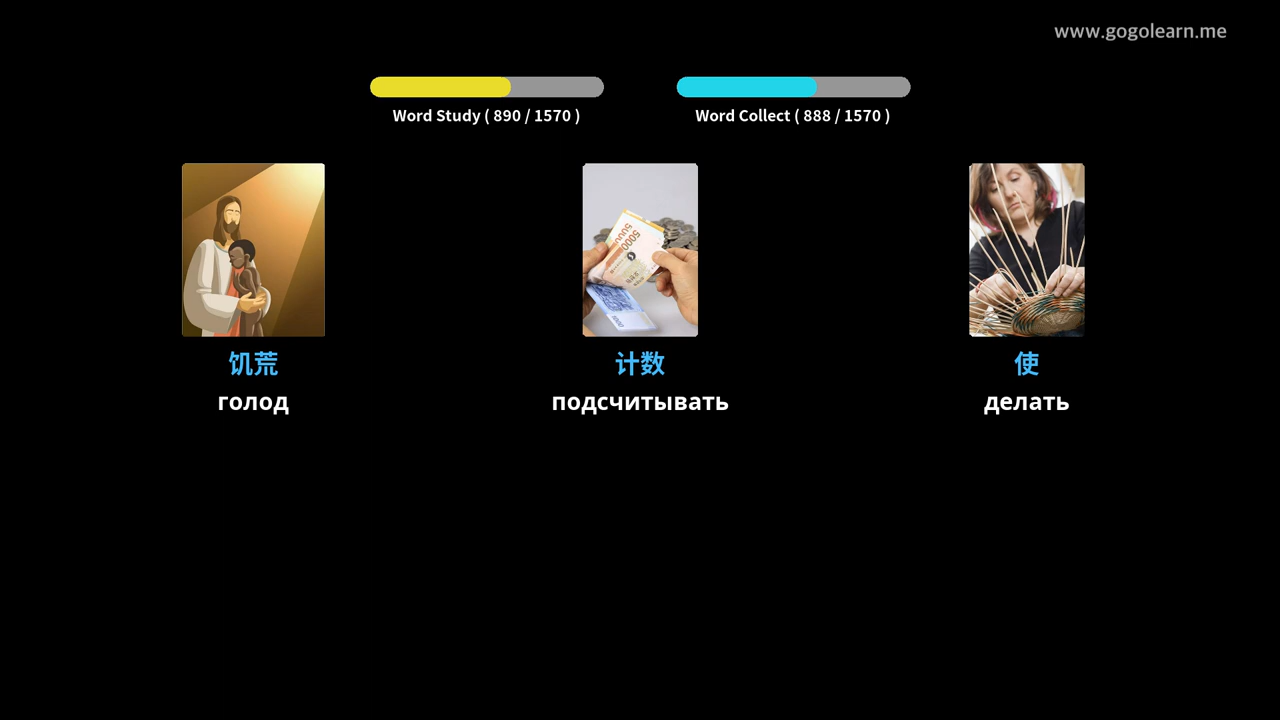 www.gogolearn.me
Word Study ( 890 / 1570 )
Word Collect ( 888 / 1570 )
饥荒
голод
计数
подсчитывать
使
делать